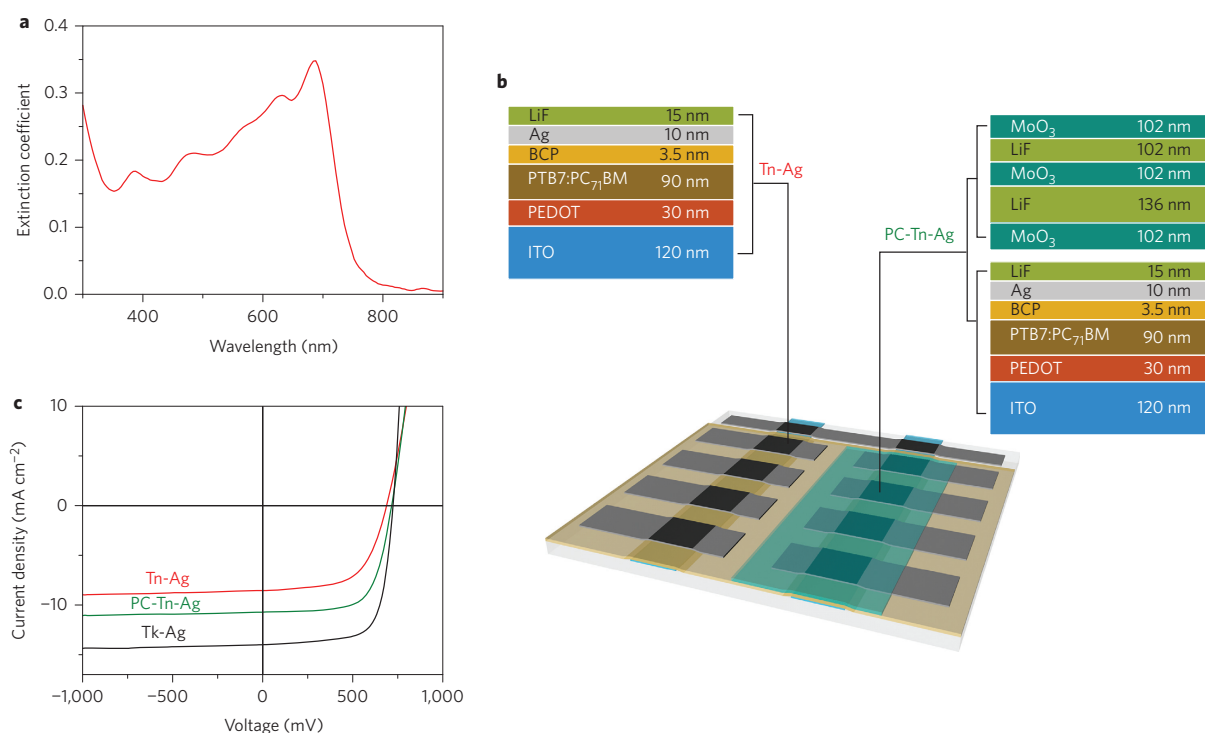 a
0.4
0.3
0.2
0.1
0.0
400
600
800
Extinction coefficient
Wavelength (nm)
b
LiF 15 nm
Ag 10 nm
BCP 3.5 nm
PTB7:PC₇₁BM 90 nm
PEDOT 30 nm
ITO 120 nm
Tn-Ag
PC-Tn-Ag
MoO₃ 102 nm
LiF 102 nm
MoO₃ 102 nm
LiF 136 nm
MoO₃ 102 nm
LiF 15 nm
Ag 10 nm
BCP 3.5 nm
PTB7:PC₇₁BM 90 nm
PEDOT 30 nm
ITO 120 nm
c
10
0
−10
Current density (mA cm⁻²)
Tn-Ag
PC-Tn-Ag
Tk-Ag
−1,000
−500
0
500
1,000
Voltage (mV)